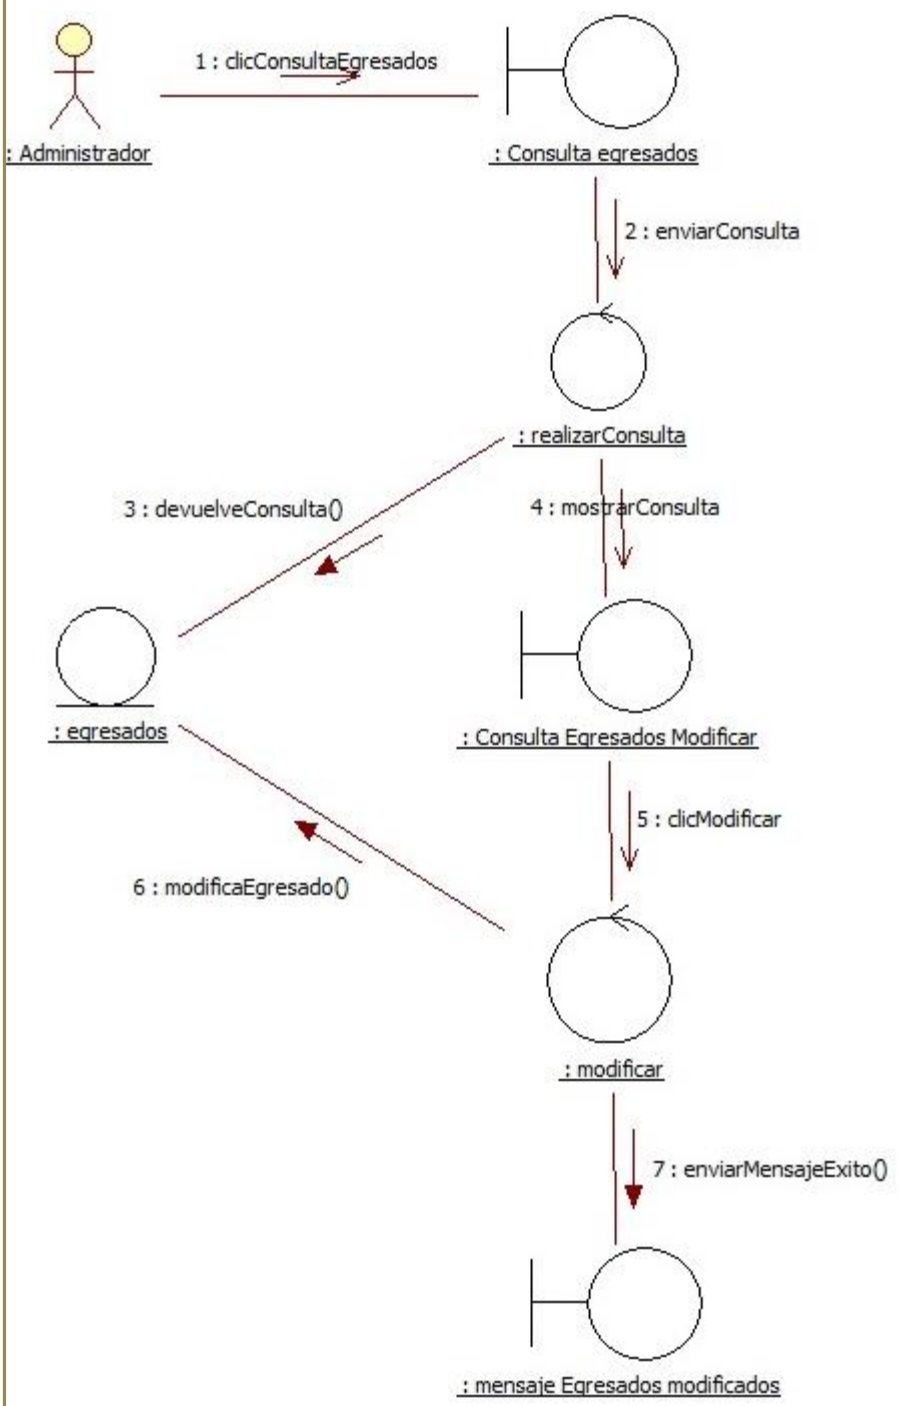 1 : clicConsultaEgresados
: Administrador
: Consulta egresados
2 : enviarConsulta
: realizarConsulta
3 : devuelveConsulta()
4 : mostrarConsulta
: egresados
: Consulta Egresados Modificar
5 : clicModificar
6 : modificaEgresado()
: modificar
7 : enviarMensajeExito()
: mensaje Egresados modificados